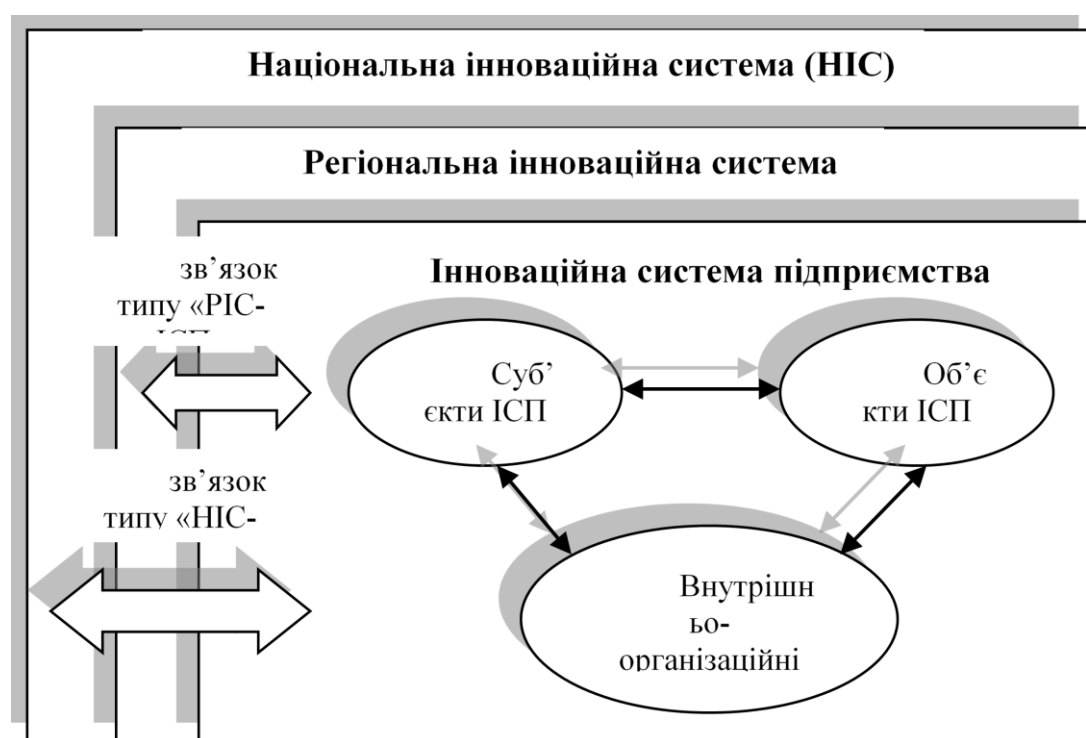 Національна інноваційна система (НІС)
Регіональна інноваційна система
Інноваційна система підприємства
зв’язок
типу «РІС-
ІСП
Суб’
єкти ІСП
Об’є
кти ІСП
зв’язок
типу «НІС-
Внутрішн
ьо-
організаційні